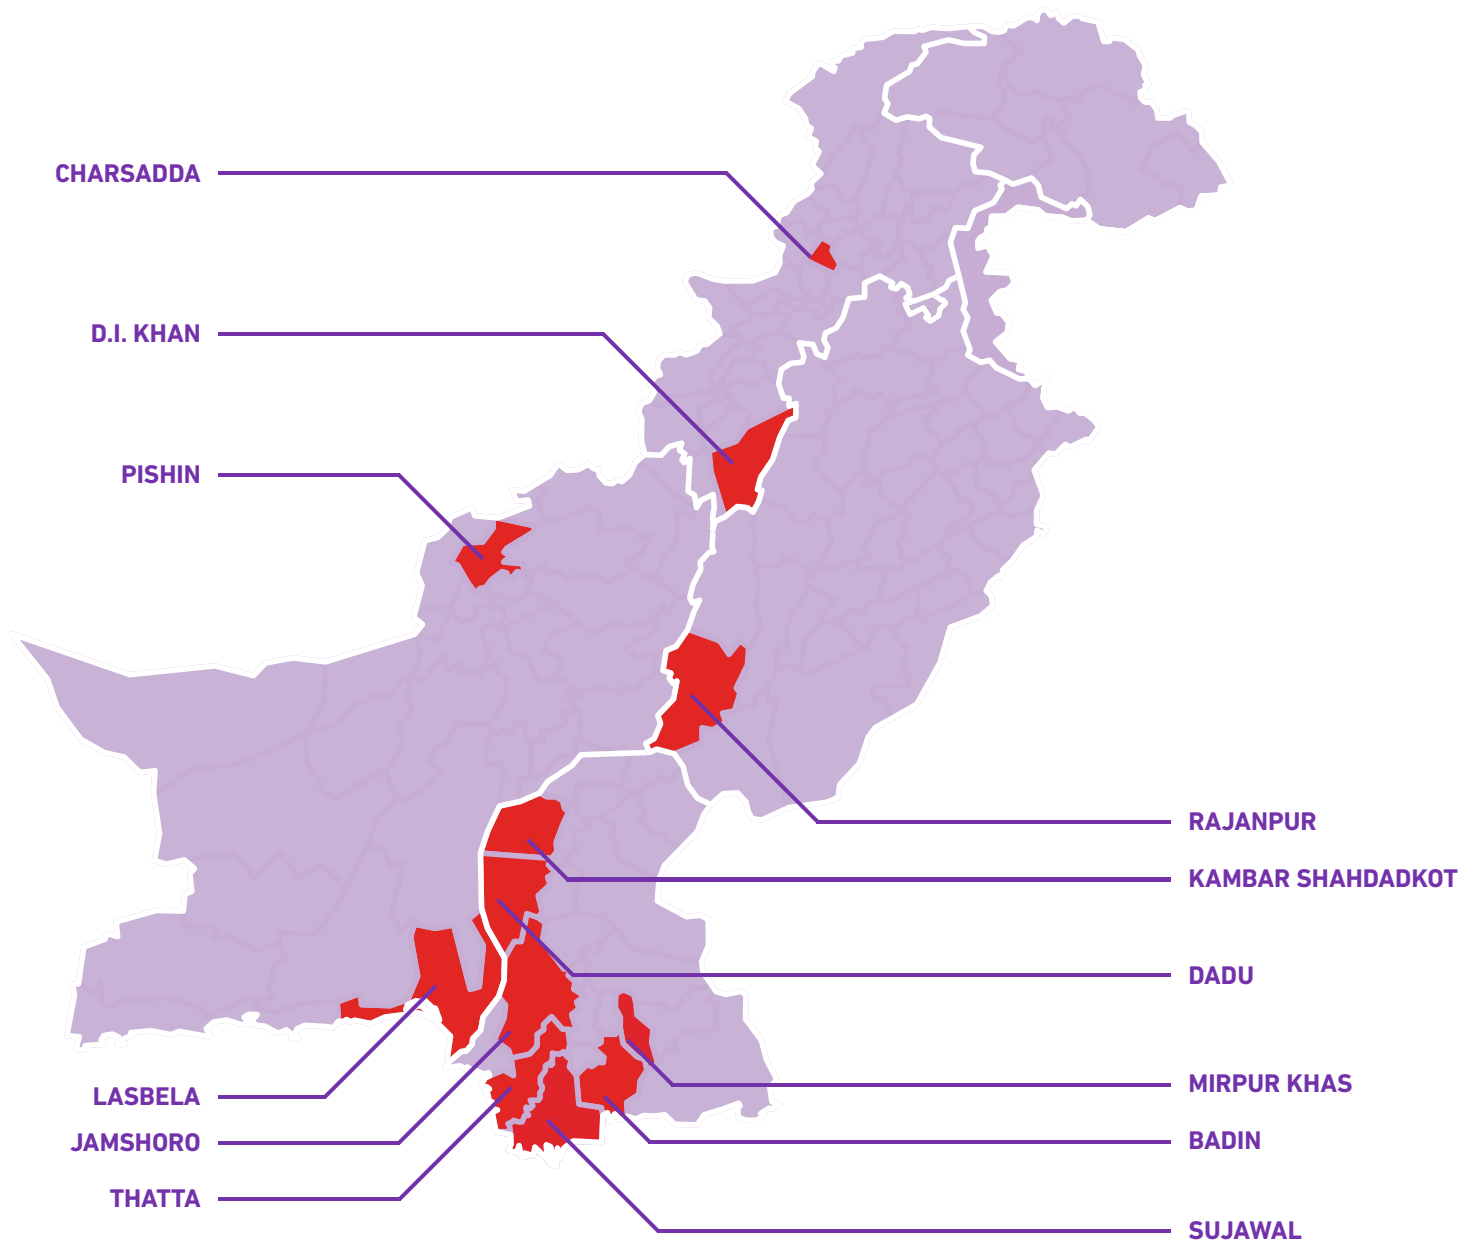 CHARSADDA
D.I. KHAN
PISHIN
RAJANPUR
KAMBAR SHAHDADKOT
DADU
MIRPUR KHAS
LASBELA
JAMSHORO
BADIN
THATTA
SUJAWAL